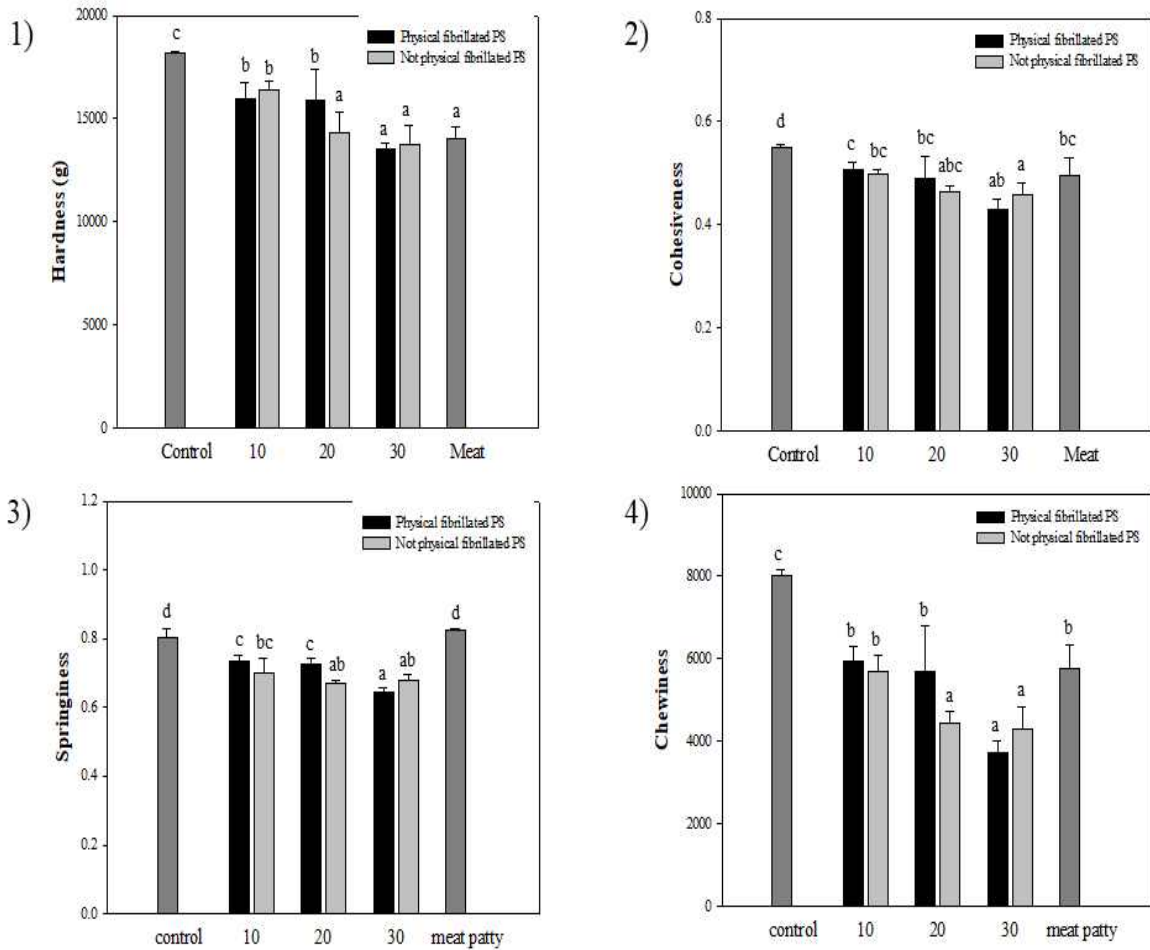 1)
Hardness (g)
20000
15000
10000
5000
0
Physical fibrillated PS
Not physical fibrillated PS
c
b
b
b
a
a
a
a
Control
10
20
30
Meat
2)
Cohesiveness
0.8
0.6
0.4
0.2
0.0
Physical fibrillated PS
Not physical fibrillated PS
d
c
bc
bc
abc
ab
a
bc
Control
10
20
30
Meat
3)
Springiness
1.2
1.0
0.8
0.6
0.4
0.2
0.0
Physical fibrillated PS
Not physical fibrillated PS
d
c
bc
c
ab
a
ab
d
control
10
20
30
meat patty
4)
Chewiness
10000
8000
6000
4000
2000
0
Physical fibrillated PS
Not physical fibrillated PS
c
b
b
b
a
a
a
b
control
10
20
30
meat patty